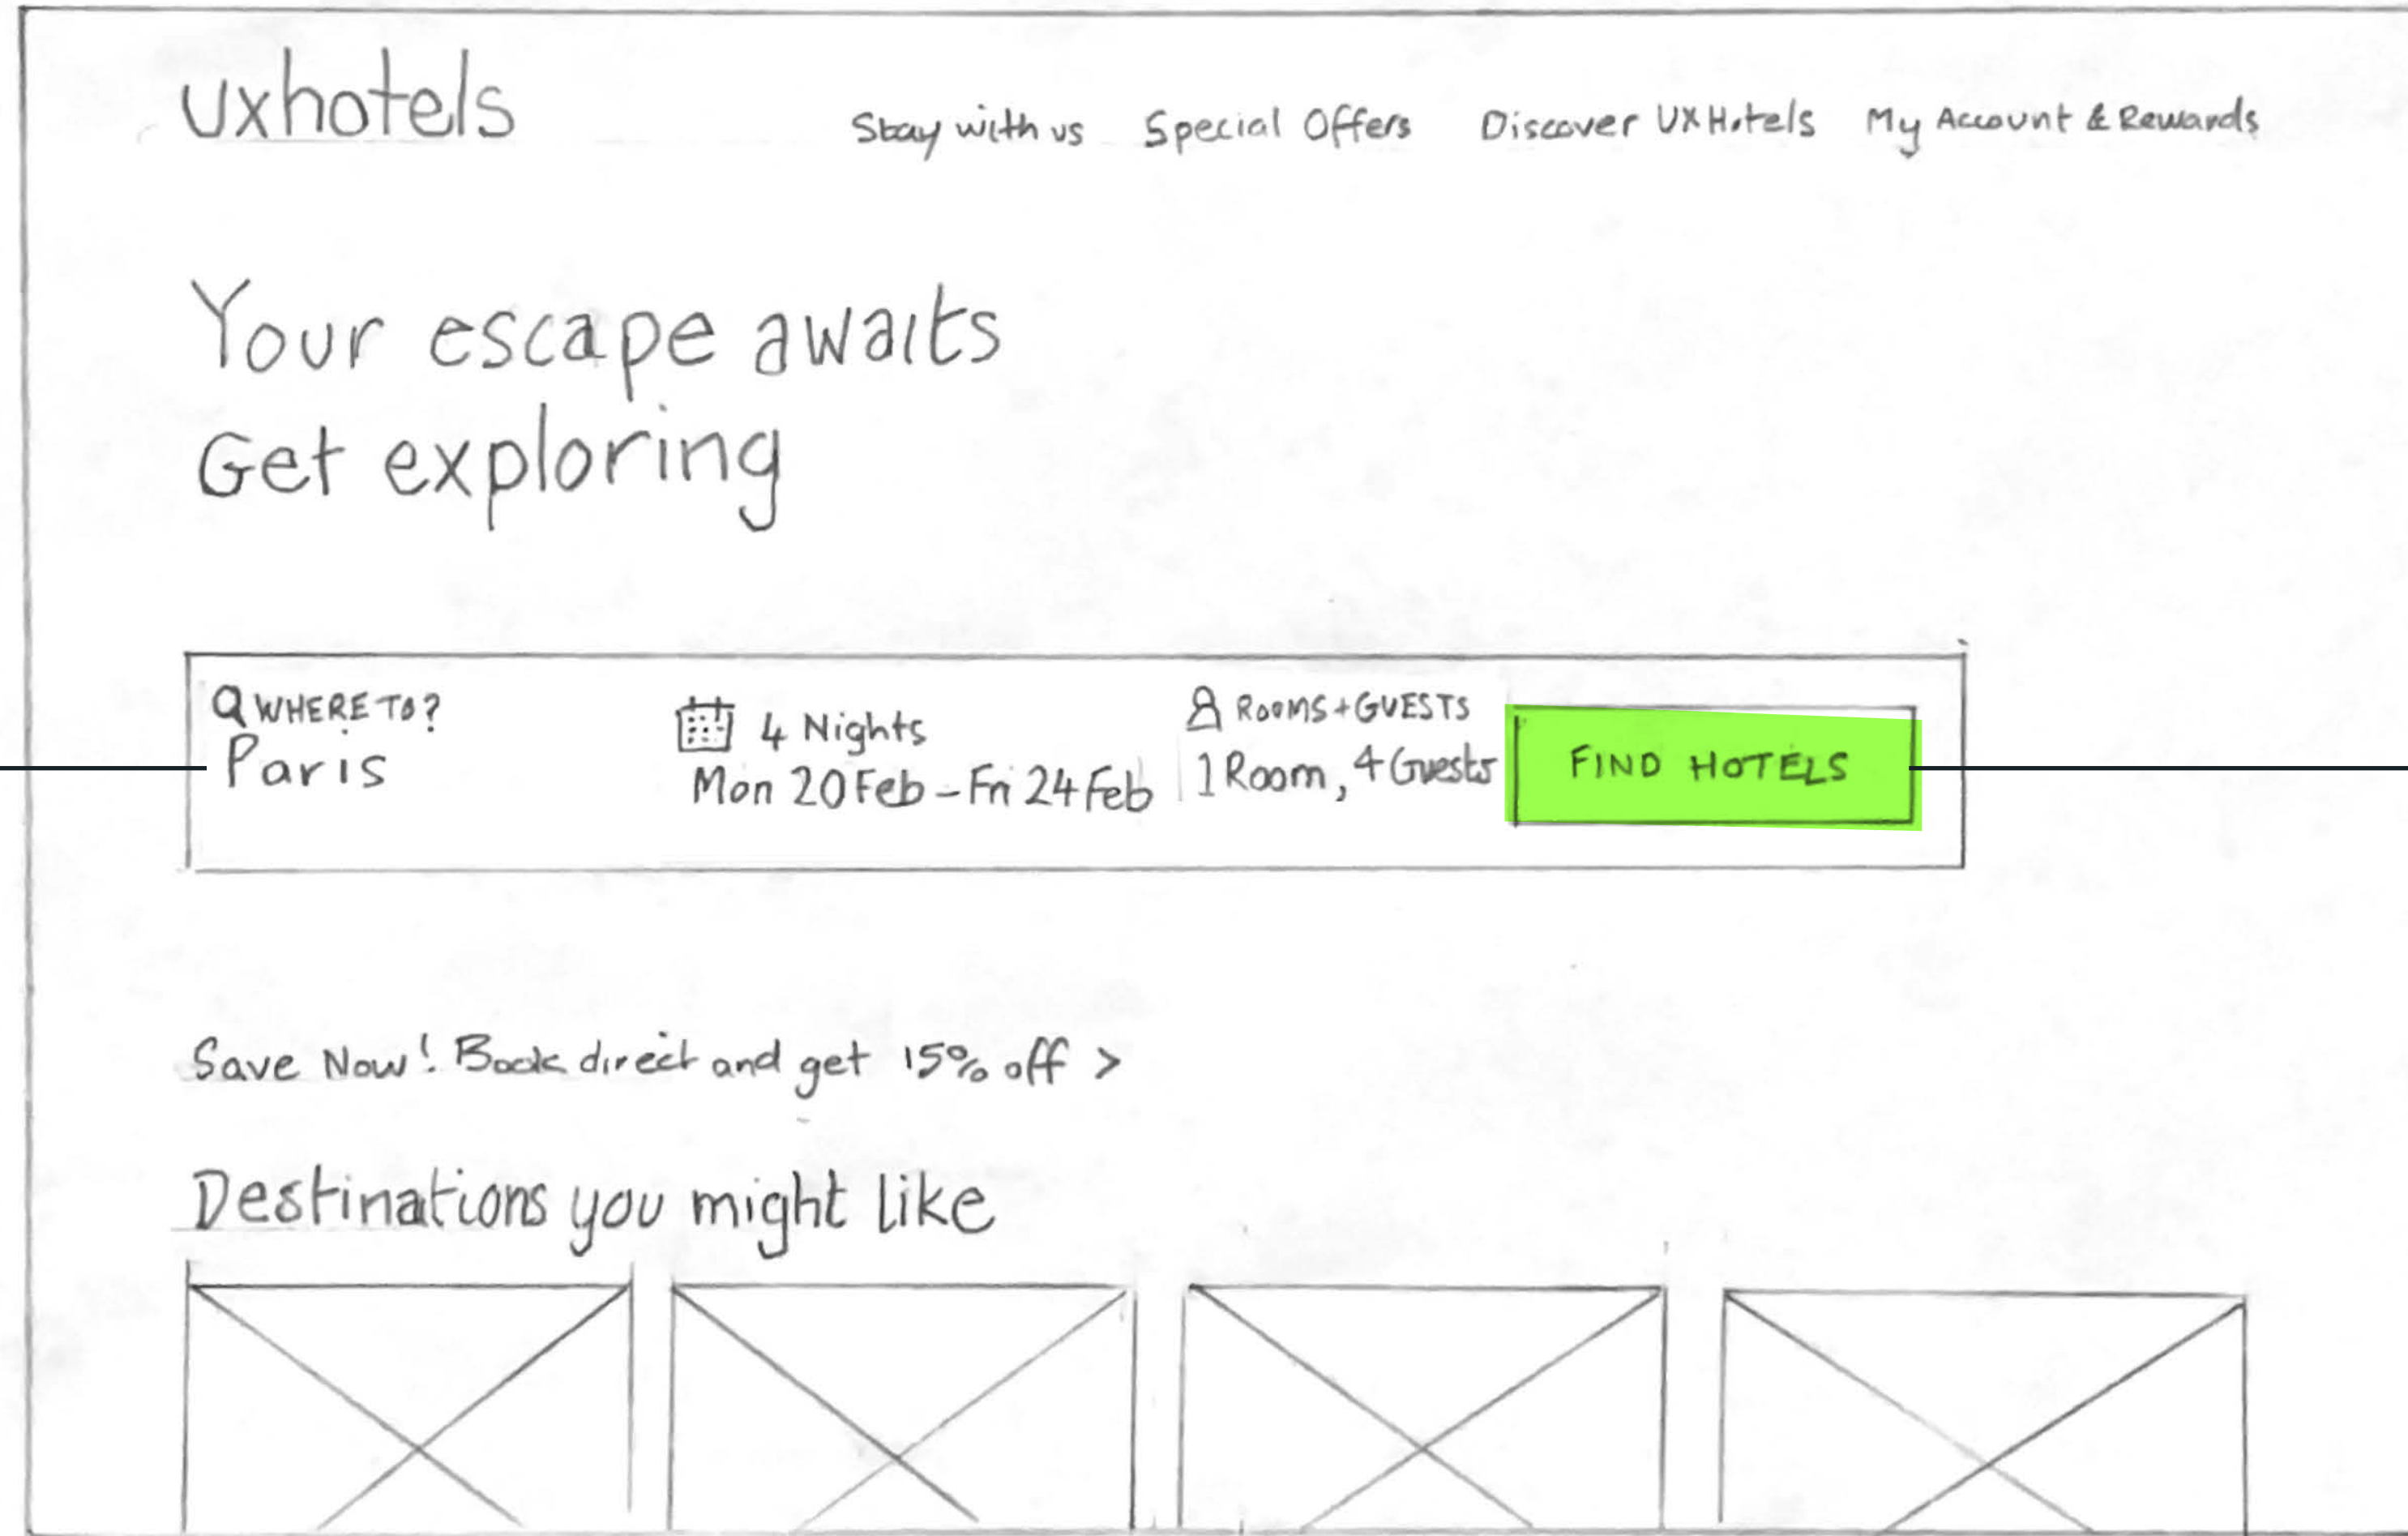 uxhotels
Stay with us Special Offers Discover UX Hotels My Account & Rewards
Your escape awaits
Get exploring
WHERE TO?
Paris
4 Nights
Mon 20 Feb - Fri 24 Feb
ROOMS + GUESTS
1 Room, 4 Guests
FIND HOTELS
Save Now! Book direct and get 15% off >
Destinations you might like